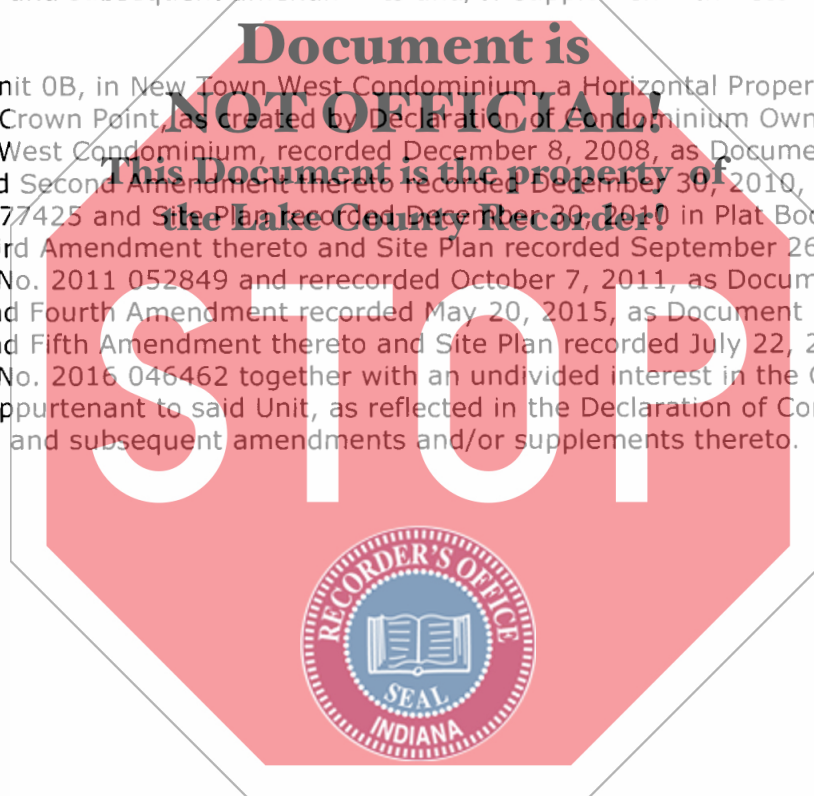 Document is
nit 0B, in New Town West Condominium, a Horizontal Proper
NOT OFFICIAL!
Crown Point, as created by Declaration of Condominium Own
West Condominium, recorded December 8, 2008, as Docume
This Document is the property of
d Second Amendment thereto recorded December 30, 2010,
the Lake County Recorder!
77425 and Site Plan recorded December 30, 2010 in Plat Boo
ird Amendment thereto and Site Plan recorded September 26
No. 2011 052849 and rerecorded October 7, 2011, as Docum
d Fourth Amendment recorded May 20, 2015, as Document
d Fifth Amendment thereto and Site Plan recorded July 22, 2
No. 2016 046462 together with an undivided interest in the C
ppurtenant to said Unit, as reflected in the Declaration of Co
and subsequent amendments and/or supplements thereto.
STOP
RECORDER'S OFFICE
SEAL
INDIANA